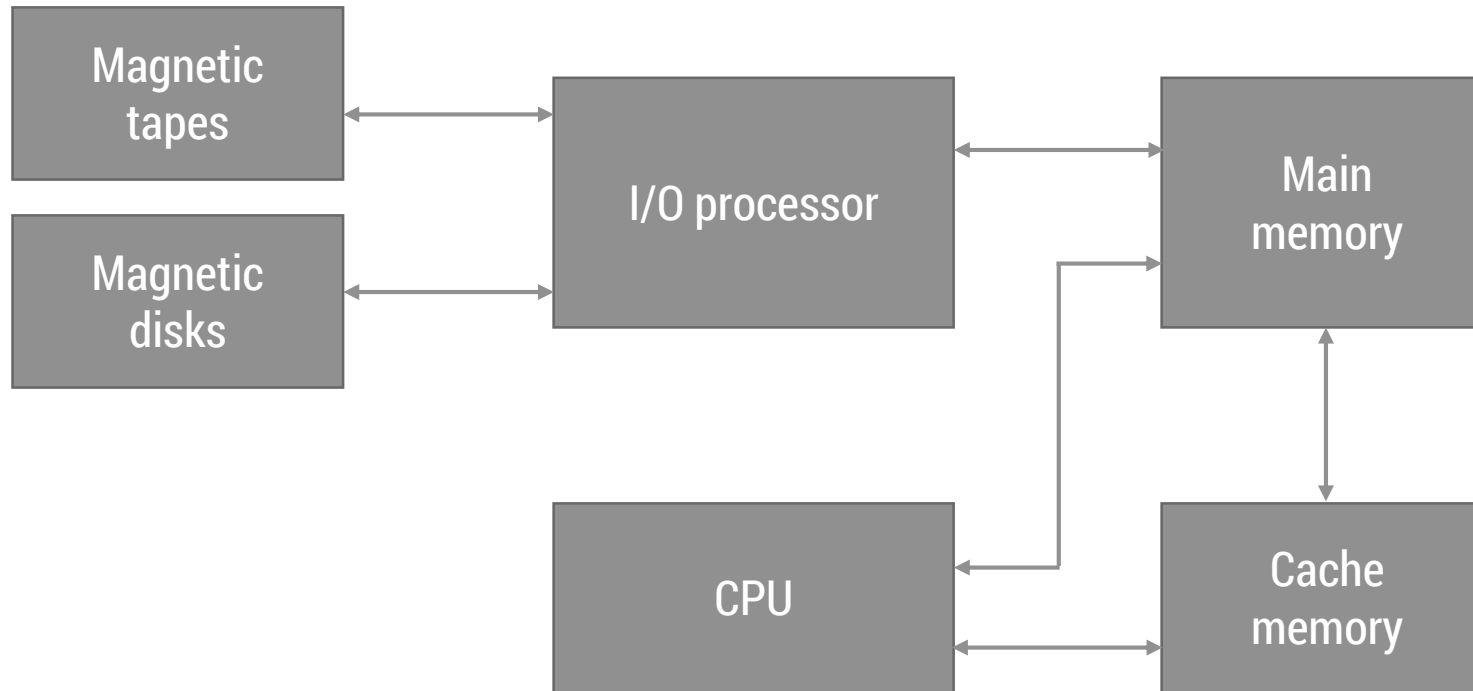 Magnetic
tapes
Magnetic
disks
I/O processor
Main
memory
CPU
Cache
memory